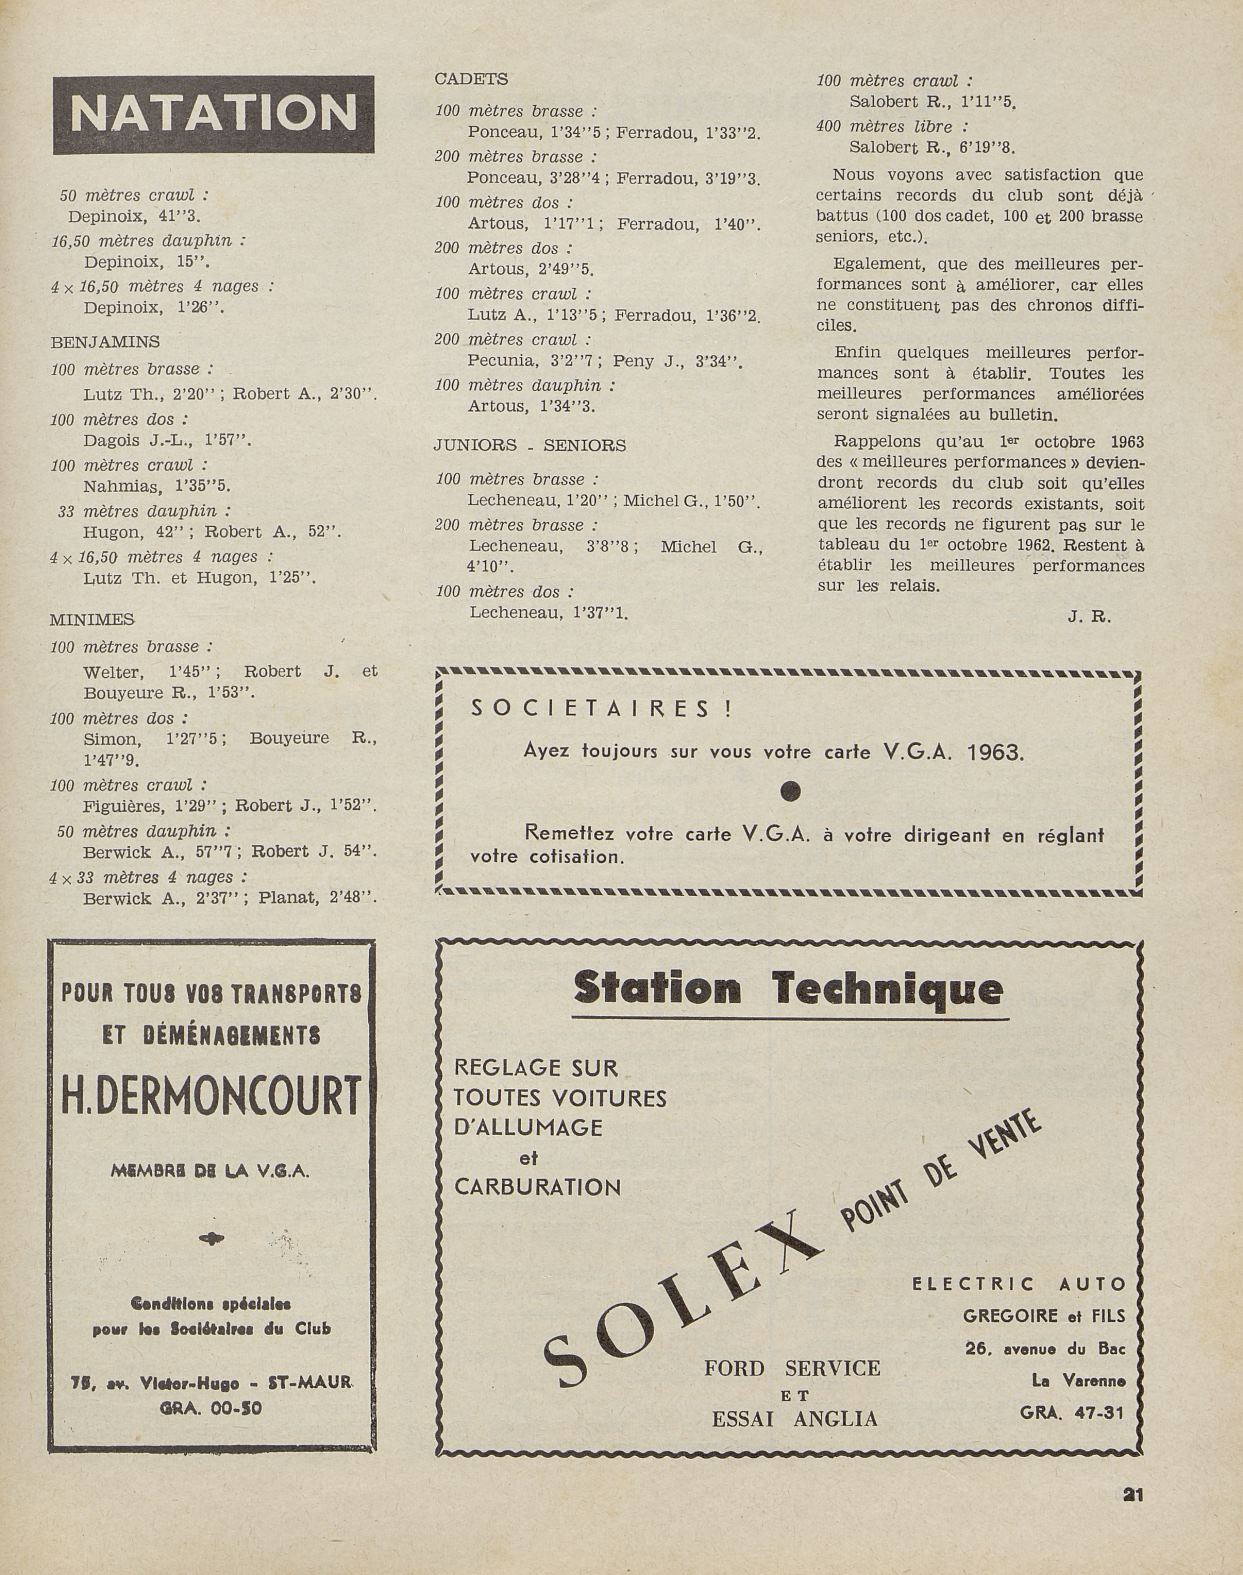 NATATION
50 mètres crawl :
Depinoix, 41''3.
16,50 mètres dauphin :
Depinoix, 15''.
4 × 16,50 mètres 4 nages :
Depinoix, 1'26''.
BENJAMINS
100 mètres brasse :
Lutz Th., 2'20'' ; Robert A., 2'30''.
100 mètres dos :
Dagois J.-L., 1'57''.
100 mètres crawl :
Nahmias, 1'35''5.
33 mètres dauphin :
Hugon, 42'' ; Robert A., 52''.
4 × 16,50 mètres 4 nages :
Lutz Th. et Hugon, 1'25''.
MINIMES
100 mètres brasse :
Welter, 1'45'' ; Robert J. et
Bouyeure R., 1'53''.
100 mètres dos :
Simon, 1'27''5 ; Bouyeure R.,
1'47''9.
100 mètres crawl :
Figuières, 1'29'' ; Robert J., 1'52''.
50 mètres dauphin :
Berwick A., 57''7 ; Robert J. 54''.
4 × 33 mètres 4 nages :
Berwick A., 2'37'' ; Planat, 2'48''.
CADETS
100 mètres brasse :
Ponceau, 1'34''5 ; Ferradou, 1'33''2.
200 mètres brasse :
Ponceau, 3'28''4 ; Ferradou, 3'19''3.
100 mètres dos :
Artous, 1'17''1 ; Ferradou, 1'40''.
200 mètres dos :
Artous, 2'49''5.
100 mètres crawl :
Lutz A., 1'13''5 ; Ferradou, 1'36''2.
200 mètres crawl :
Pecunia, 3'2''7 ; Peny J., 3'34''.
100 mètres dauphin :
Artous, 1'34''3.
JUNIORS - SENIORS
100 mètres brasse :
Lecheneau, 1'20'' ; Michel G., 1'50''.
200 mètres brasse :
Lecheneau, 3'8''8 ; Michel G.,
4'10''.
100 mètres dos :
Lecheneau, 1'37''1.
100 mètres crawl :
Salobert R., 1'11''5.
400 mètres libre :
Salobert R., 6'19''8.
Nous voyons avec satisfaction que
certains records du club sont déjà
battus (100 dos cadet, 100 et 200 brasse
seniors, etc.).
Egalement, que des meilleures per-
formances sont à améliorer, car elles
ne constituent pas des chronos diffi-
ciles.
Enfin quelques meilleures perfor-
mances sont à établir. Toutes les
meilleures performances améliorées
seront signalées au bulletin.
Rappelons qu'au 1er octobre 1963
des « meilleures performances » devien-
dront records du club soit qu'elles
améliorent les records existants, soit
que les records ne figurent pas sur le
tableau du 1er octobre 1962. Restent à
établir les meilleures performances
sur les relais.
J. R.
SOCIETAIRES !
Ayez toujours sur vous votre carte V.G.A. 1963.
Remettez votre carte V.G.A. à votre dirigeant en réglant
votre cotisation.
POUR TOUS VOS TRANSPORTS
ET DÉMÉNAGEMENTS
H.DERMONCOURT
MEMBRE DE LA V.G.A.
Conditions spéciales
pour les Sociétaires du Club
75, av. Victor-Hugo - ST-MAUR
GRA. 00-50
Station Technique
REGLAGE SUR
TOUTES VOITURES
D'ALLUMAGE
et
CARBURATION
SOLEX POINT DE VENTE
FORD SERVICE
ET
ESSAI ANGLIA
ELECTRIC AUTO
GREGOIRE et FILS
26, avenue du Bac
La Varenne
GRA. 47-31
21